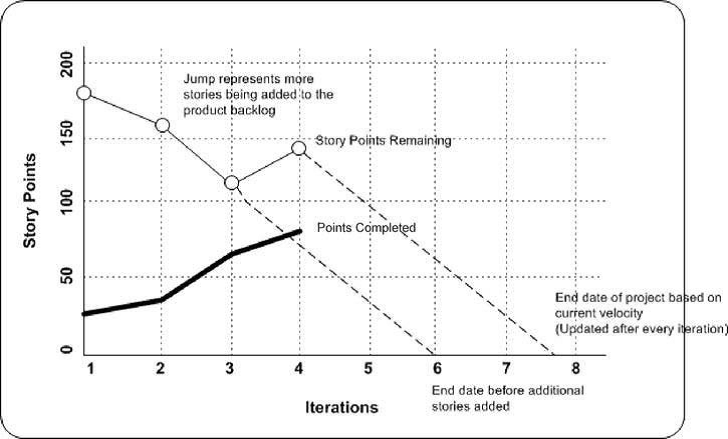 200
Jump represents more
stories being added to the
product backlog
150
Story Points Remaining
Story Points
100
Points Completed
50
End date of project based on
current velocity
(Updated after every iteration)
0
1 2 3 4 5 6 7 8
End date before additional
stories added
Iterations